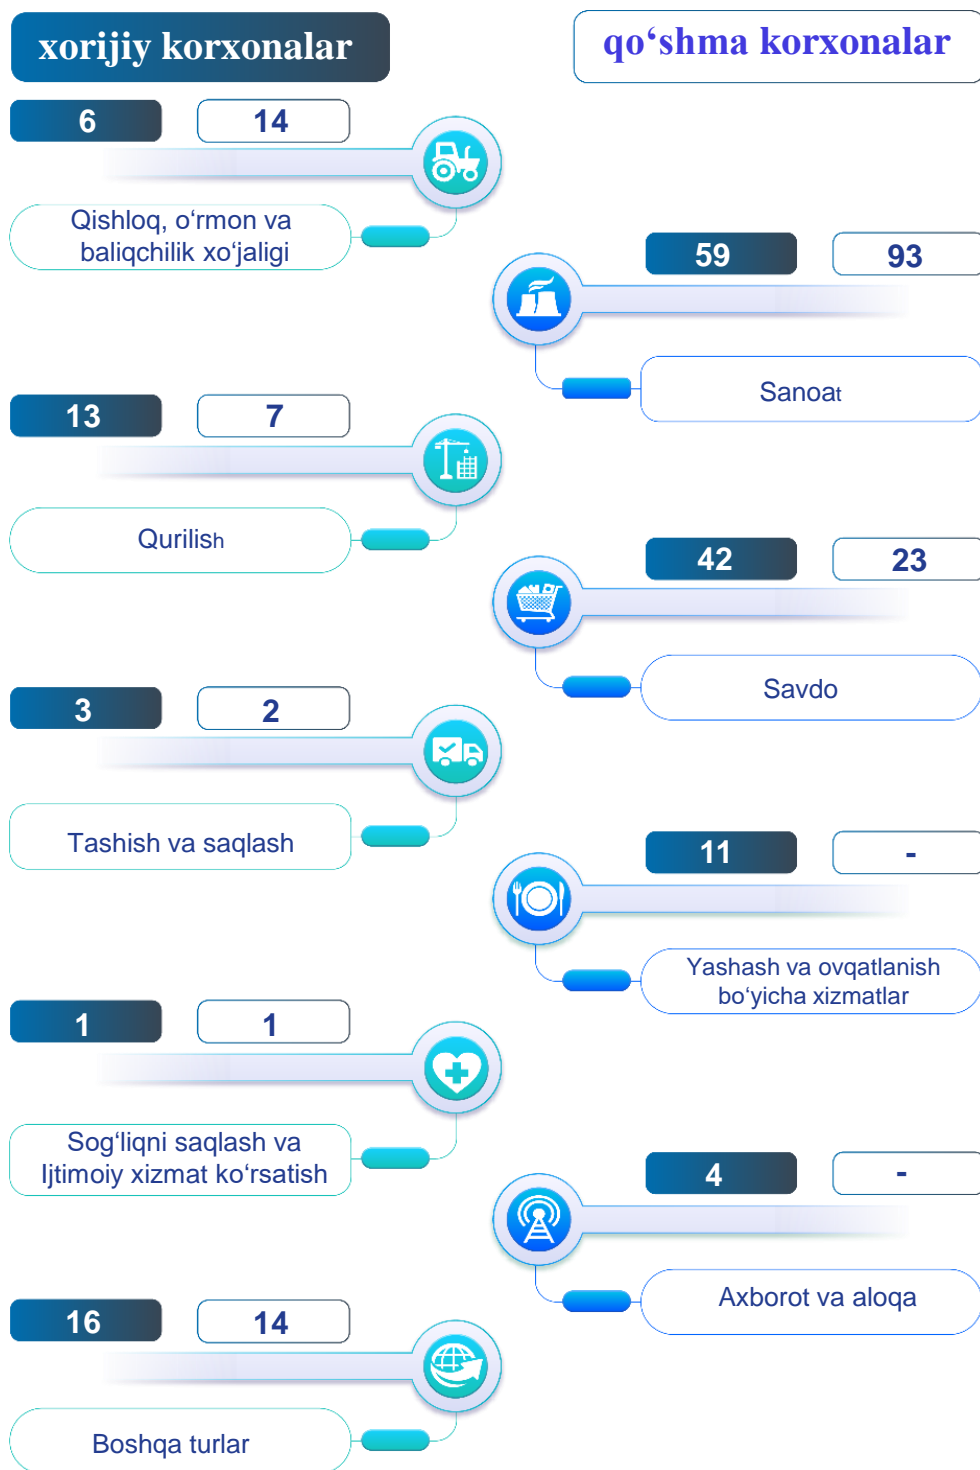 xorijiy korxonalar
qo‘shma korxonalar
6
14
Qishloq, o‘rmon va
baliqchilik xo‘jaligi
59
93
Sanoat
13
7
Qurilish
42
23
Savdo
3
2
Tashish va saqlash
11
-
Yashash va ovqatlanish
bo‘yicha xizmatlar
1
1
Sog‘liqni saqlash va
Ijtimoiy xizmat ko‘rsatish
4
-
Axborot va aloqa
16
14
Boshqa turlar